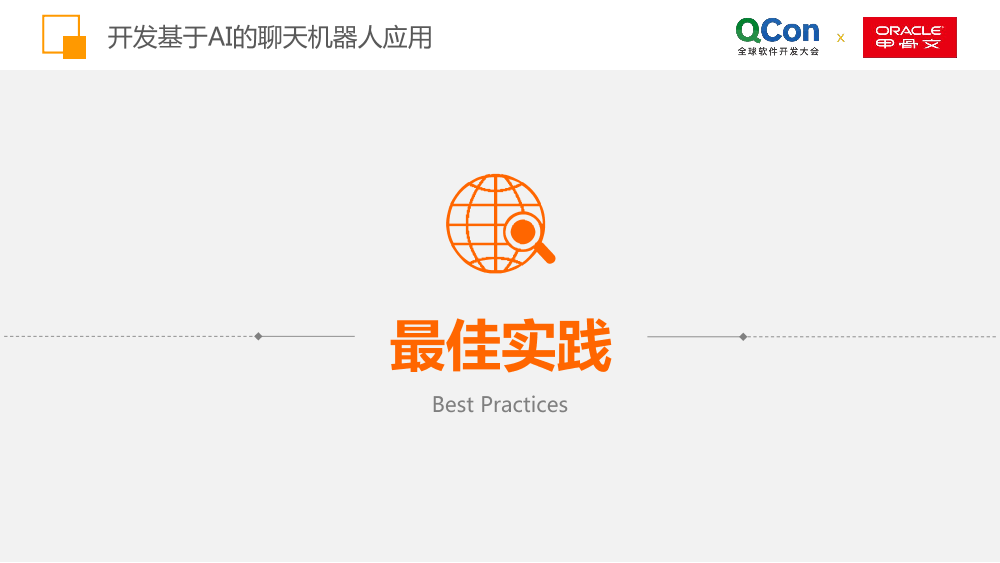 开发基于AI的聊天机器人应用
QCon
全球软件开发大会
x
ORACLE
甲骨文
最佳实践
Best Practices